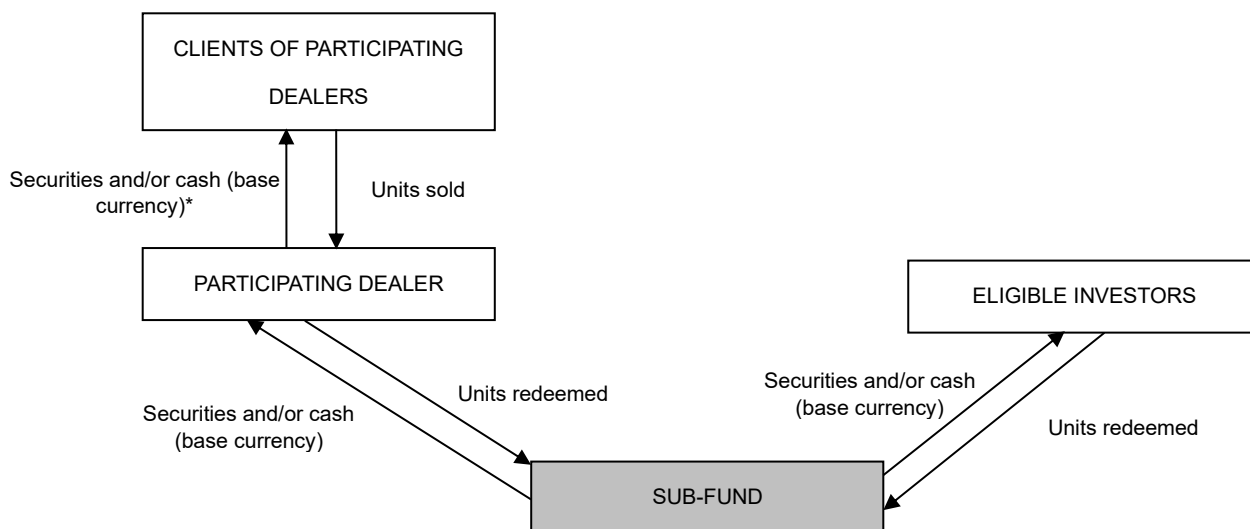 CLIENTS OF PARTICIPATING
DEALERS
Securities and/or cash (base
currency)*
Units sold
PARTICIPATING DEALER
ELIGIBLE INVESTORS
Securities and/or cash
(base currency)
Units redeemed
Securities and/or cash
(base currency)
Units redeemed
SUB-FUND